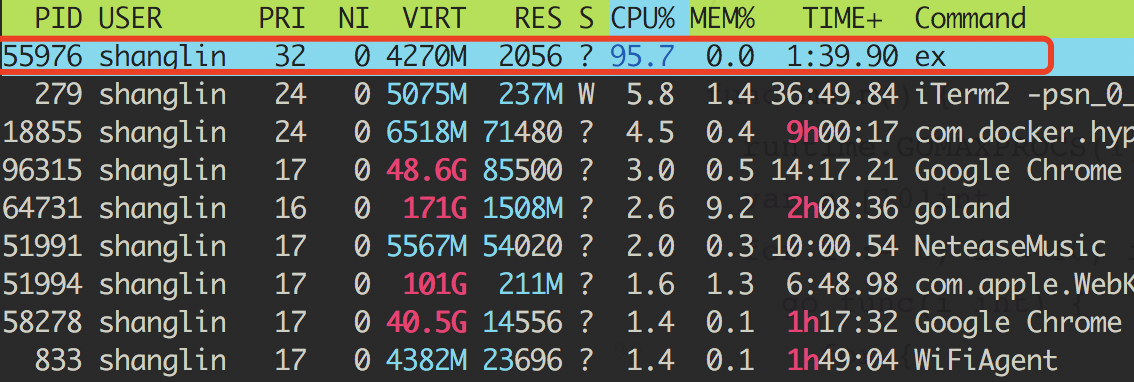 PID USER PRI NI VIRT RES S CPU% MEM% TIME+ Command
55976 shanglin 32 0 4270M 2056 ? 95.7 0.0 1:39.90 ex
279 shanglin 24 0 5075M 237M W 5.8 1.4 36:49.84 iTerm2 -psn_0_
18855 shanglin 24 0 6518M 71480 ? 4.5 0.4 9h00:17 com.docker.hyp
runtime.GOMAXPROCS(1
96315 shanglin 17 0 48.6G 85500 ? 3.0 0.5 14:17.21 Google Chrome
64731 shanglin 16 0 171G 1508M ? 2.6 9.2 2h08:36 goland
51991 shanglin 17 0 5567M 54020 ? 2.0 0.3 10:00.54 NeteaseMusic
51994 shanglin 17 0 101G 211M ? 1.6 1.3 6:48.98 com.apple.WebK
go func(i int) {
58278 shanglin 17 0 40.5G 14556 ? 1.4 0.1 1h17:32 Google Chrome
833 shanglin 17 0 4382M 23696 ? 1.4 0.1 1h49:04 WiFiAgent